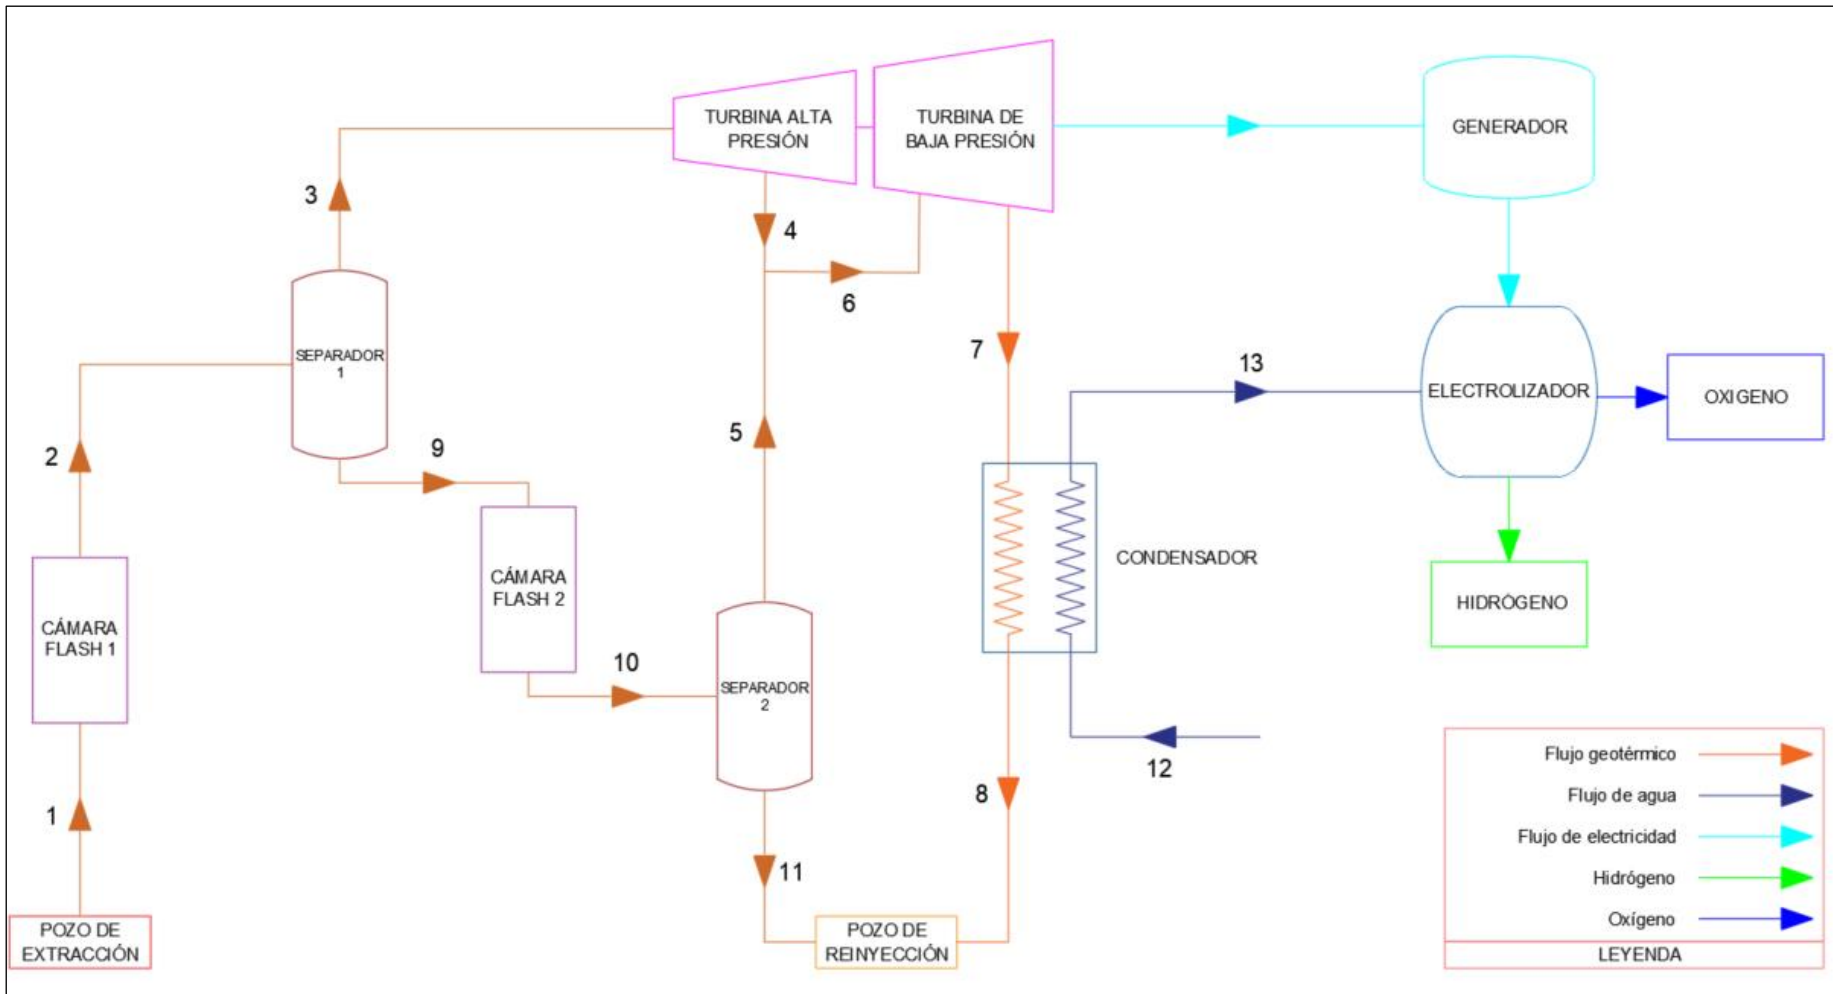 TURBINA ALTA
PRESIÓN
TURBINA DE
BAJA PRESIÓN
GENERADOR
3
4
6
SEPARADOR
1
2
9
5
7
13
ELECTROLIZADOR
OXIGENO
CÁMARA
FLASH 1
CÁMARA
FLASH 2
10
SEPARADOR
2
CONDENSADOR
HIDRÓGENO
12
1
8
11
POZO DE
EXTRACCIÓN
POZO DE
REINYECCIÓN
Flujo geotérmico
Flujo de agua
Flujo de electricidad
Hidrógeno
Oxígeno
LEYENDA